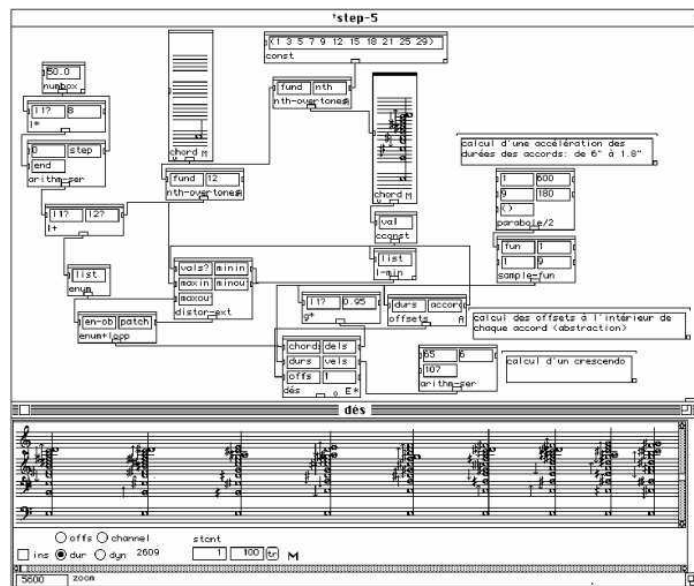 step-5
(1 3 5 7 9 12 15 18 21 25 29)
const
50.0
numbox
fund nth
nth-overtones
l1? 8
l*
0 step
end
arithm-ser
chord M
fund 12
nth-overtones
chord M
calcul d'une accélération des
durées des accords: de 6" à 1.8"
1 600
9 180
()
parabole/2
l1? l2?
l+
val
cconst
list
l-min
fun 1
1 9
sample-fun
list
enum
vals? minin
maxin minou
maxou
distor-ext
l1? 0.95
g*
durs accor
offsets A
calcul des offsets à l'intérieur de
chaque accord (abstraction)
en-ob patch
enum+loop
chord dels
durs vels
offs 1
dés 0 E*
65 6
107
arithm-ser
calcul d'un crescendo
dés
offs channel stcnt
ins dur dyn 2609 1 100 tr M
5600 zoom